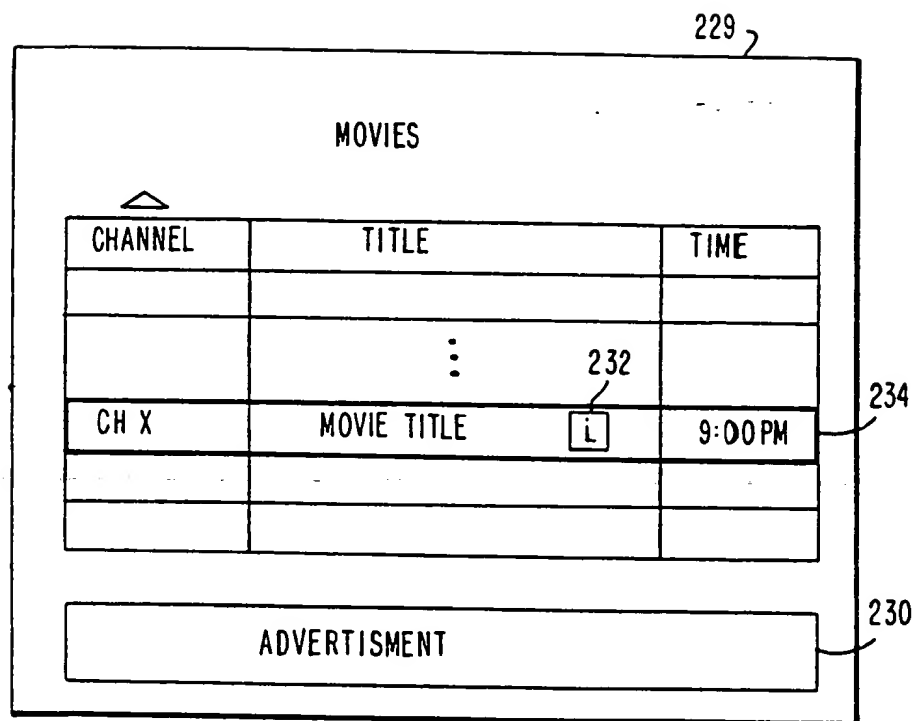 229
MOVIES
CHANNEL TITLE TIME
232
234
CH X MOVIE TITLE i 9:00PM
230
ADVERTISMENT